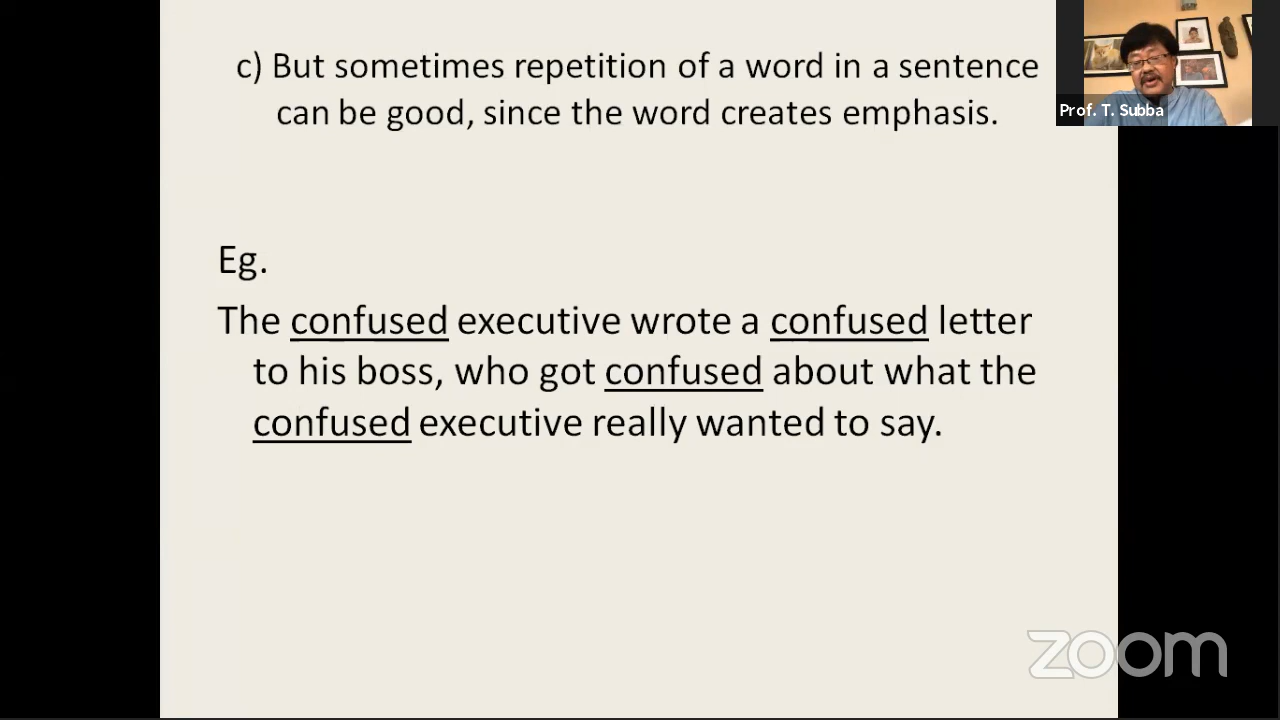 c) But sometimes repetition of a word in a sentence
can be good, since the word creates emphasis.
Prof. T. Subba
Eg.
The confused executive wrote a confused letter
to his boss, who got confused about what the
confused executive really wanted to say.
zoom